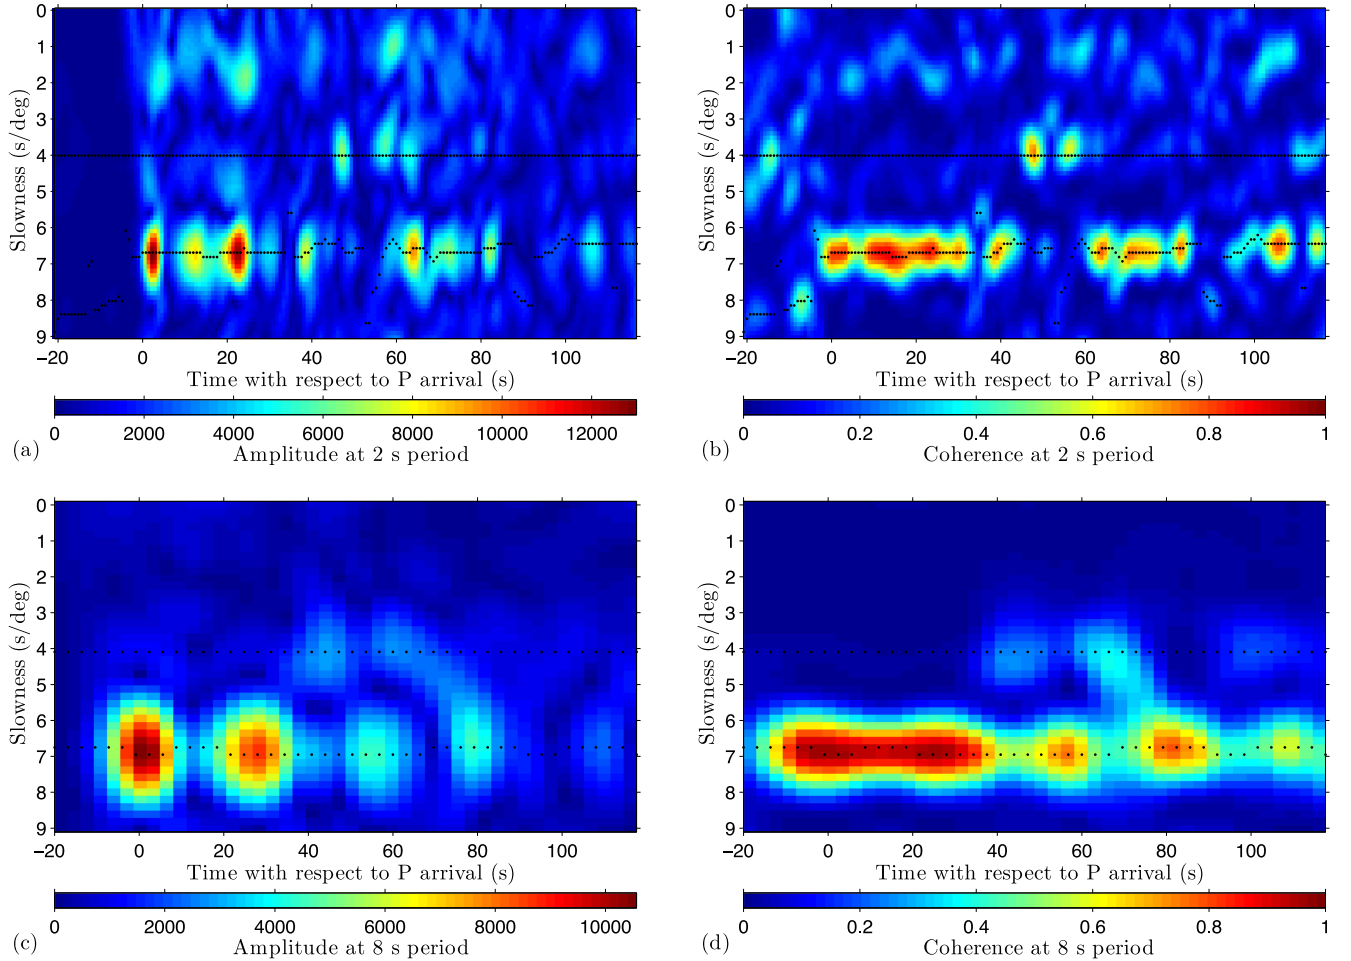 0
1
2
3
4
5
6
7
8
9
Slowness (s/deg)
−20 0 20 40 60 80 100
Time with respect to P arrival (s)
0 2000 4000 6000 8000 10000 12000
(a) Amplitude at 2 s period
0
1
2
3
4
5
6
7
8
9
Slowness (s/deg)
−20 0 20 40 60 80 100
Time with respect to P arrival (s)
0 0.2 0.4 0.6 0.8 1
(b) Coherence at 2 s period
0
1
2
3
4
5
6
7
8
9
Slowness (s/deg)
−20 0 20 40 60 80 100
Time with respect to P arrival (s)
0 2000 4000 6000 8000 10000
(c) Amplitude at 8 s period
0
1
2
3
4
5
6
7
8
9
Slowness (s/deg)
−20 0 20 40 60 80 100
Time with respect to P arrival (s)
0 0.2 0.4 0.6 0.8 1
(d) Coherence at 8 s period